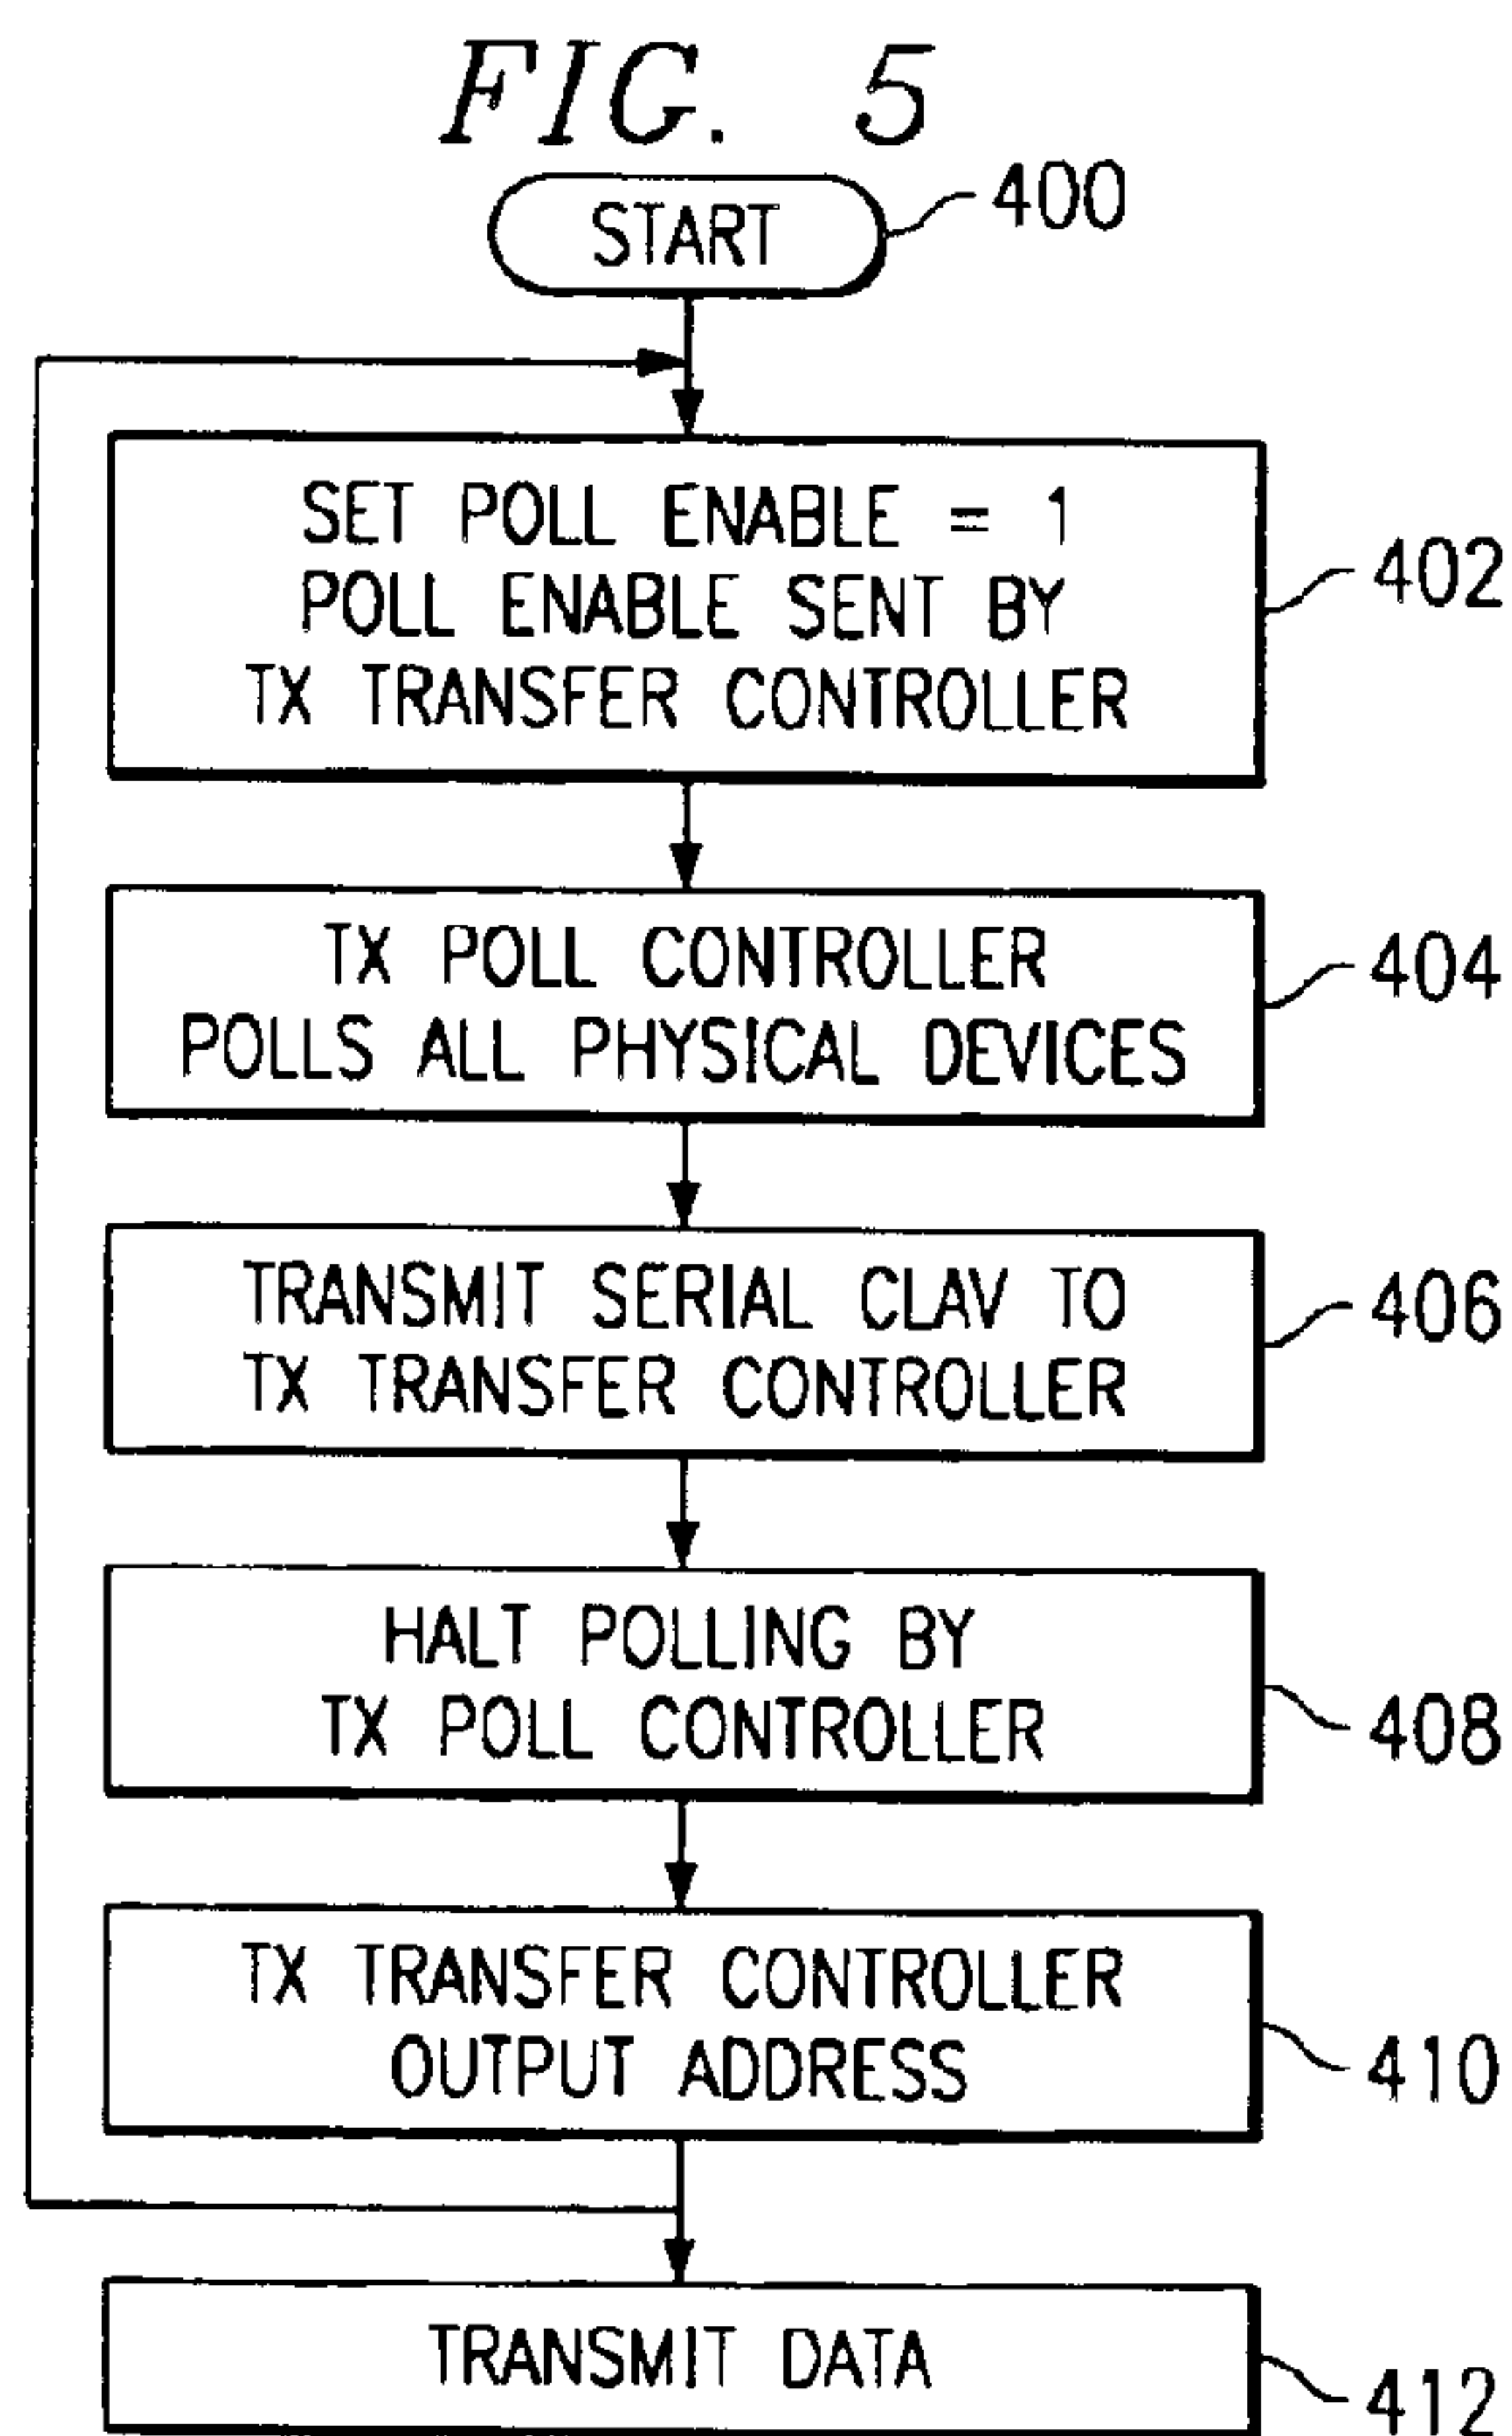 FIG. 5
START
400
SET POLL ENABLE = 1
POLL ENABLE SENT BY
TX TRANSFER CONTROLLER
402
TX POLL CONTROLLER
POLLS ALL PHYSICAL DEVICES
404
TRANSMIT SERIAL CLAV TO
TX TRANSFER CONTROLLER
406
HALT POLLING BY
TX POLL CONTROLLER
408
TX TRANSFER CONTROLLER
OUTPUT ADDRESS
410
TRANSMIT DATA
412